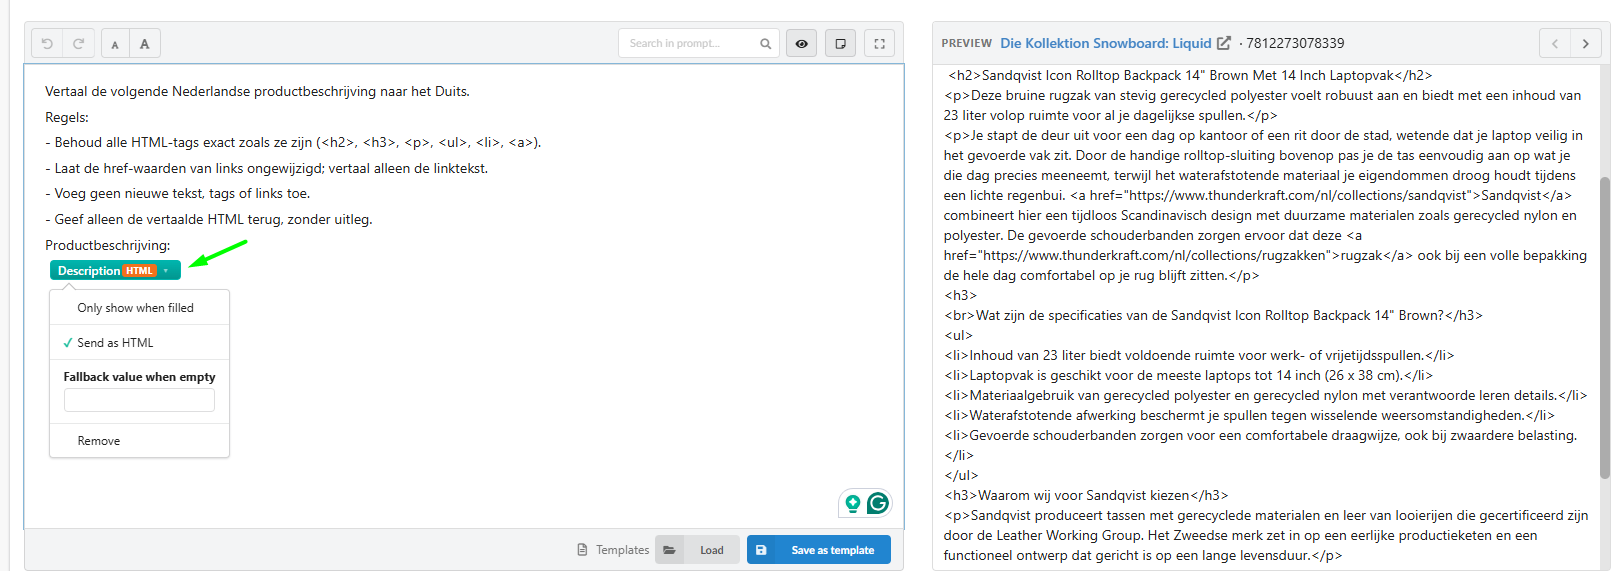 A A
Search in prompt...
Vertaal de volgende Nederlandse productbeschrijving naar het Duits.
Regels:
- Behoud alle HTML-tags exact zoals ze zijn (<h2>, <h3>, <p>, <ul>, <li>, <a>).
- Laat de href-waarden van links ongewijzigd; vertaal alleen de linktekst.
- Voeg geen nieuwe tekst, tags of links toe.
- Geef alleen de vertaalde HTML terug, zonder uitleg.
Productbeschrijving:
Description HTML
Only show when filled
Send as HTML
Fallback value when empty
Remove
Templates Load Save as template
PREVIEW Die Kollektion Snowboard: Liquid · 7812273078339
<h2>Sandqvist Icon Rolltop Backpack 14" Brown Met 14 Inch Laptopvak</h2>
<p>Deze bruine rugzak van stevig gerecycled polyester voelt robuust aan en biedt met een inhoud van
23 liter volop ruimte voor al je dagelijkse spullen.</p>
<p>Je stapt de deur uit voor een dag op kantoor of een rit door de stad, wetende dat je laptop veilig in
het gevoerde vak zit. Door de handige rolltop-sluiting bovenop pas je de tas eenvoudig aan op wat je
die dag precies meeneemt, terwijl het waterafstotende materiaal je eigendommen droog houdt tijdens
een lichte regenbui. <a href="https://www.thunderkraft.com/nl/collections/sandqvist">Sandqvist</a>
combineert hier een tijdloos Scandinavisch design met duurzame materialen zoals gerecycled nylon en
polyester. De gevoerde schouderbanden zorgen ervoor dat deze <a
href="https://www.thunderkraft.com/nl/collections/rugzakken">rugzak</a> ook bij een volle bepakking
de hele dag comfortabel op je rug blijft zitten.</p>
<h3>
<br>Wat zijn de specificaties van de Sandqvist Icon Rolltop Backpack 14" Brown?</h3>
<ul>
<li>Inhoud van 23 liter biedt voldoende ruimte voor werk- of vrijetijdsspullen.</li>
<li>Laptopvak is geschikt voor de meeste laptops tot 14 inch (26 x 38 cm).</li>
<li>Materiaalgebruik van gerecycled polyester en gerecycled nylon met verantwoorde leren details.</li>
<li>Waterafstotende afwerking beschermt je spullen tegen wisselende weersomstandigheden.</li>
<li>Gevoerde schouderbanden zorgen voor een comfortabele draagwijze, ook bij zwaardere belasting.
</li>
</ul>
<h3>Waarom wij voor Sandqvist kiezen</h3>
<p>Sandqvist produceert tassen met gerecyclede materialen en leer van looierijen die gecertificeerd zijn
door de Leather Working Group. Het Zweedse merk zet in op een eerlijke productieketen en een
functioneel ontwerp dat gericht is op een lange levensduur.</p>